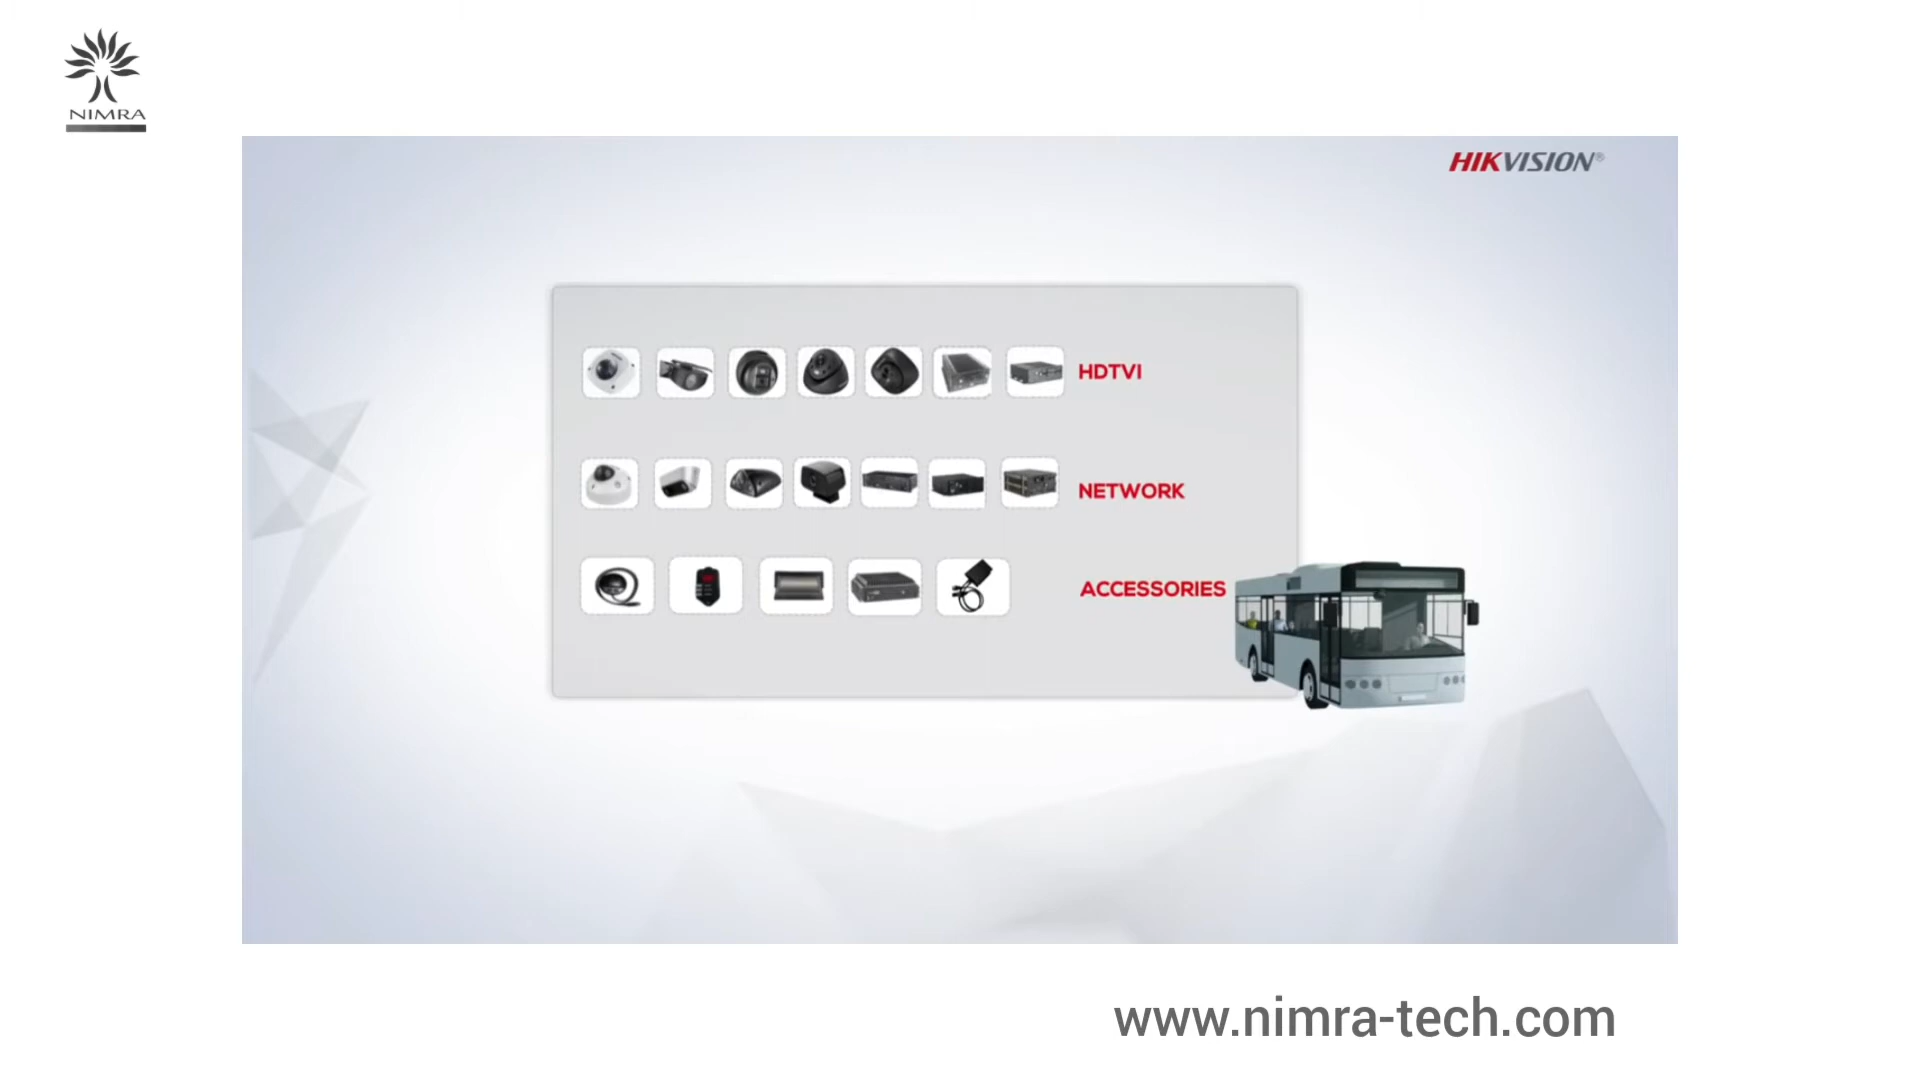 NIMRA
HIKVISION®
HDTVI
NETWORK
ACCESSORIES
www.nimra-tech.com